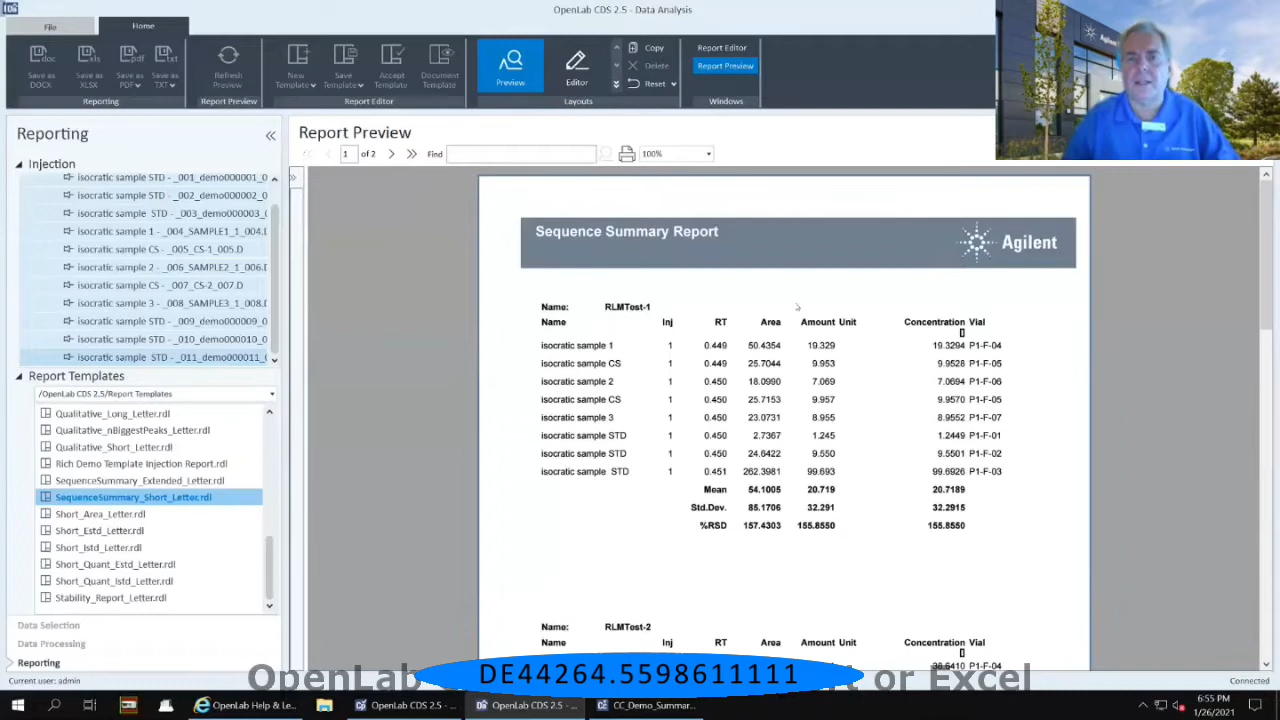 OpenLab CDS 2.5 - Data Analysis
File
Home
Save as DOCX
Save as XLSX
Save as PDF
Save as TXT
Refresh Preview
New Template
Save Template
Accept Template
Document Template
Preview
Editor
Copy
Delete
Reset
Report Editor
Report Preview
Reporting
Report Preview
Report Editor
Layouts
Windows
Agilent
Reporting
Report Preview
1 of 2
Find
100%
Injection
isocratic sample STD - _001_demo000001_0
isocratic sample STD - _002_demo000002_0
isocratic sample STD - _003_demo000003_0
isocratic sample 1 - _004_SAMPLE1_1_004.D
isocratic sample CS - _005_CS-1_005.D
isocratic sample 2 - _006_SAMPLE2_1_006.D
isocratic sample CS - _007_CS-2_007.D
isocratic sample 3 - _008_SAMPLE3_1_008.D
isocratic sample STD - _009_demo000009_0
isocratic sample STD - _010_demo000010_0
isocratic sample STD - _011_demo000011_0
Report Templates
/OpenLab CDS 2.5/Report Templates
Qualitative_Long_Letter.rdl
Qualitative_nBiggestPeaks_Letter.rdl
Qualitative_Short_Letter.rdl
Rich Demo Template Injection Report.rdl
SequenceSummary_Extended_Letter.rdl
SequenceSummary_Short_Letter.rdl
Short_Area_Letter.rdl
Short_Estd_Letter.rdl
Short_Istd_Letter.rdl
Short_Quant_Estd_Letter.rdl
Short_Quant_Istd_Letter.rdl
Stability_Report_Letter.rdl
Data Selection
Data Processing
Reporting
Sequence Summary Report
Agilent
Name: RLMTest-1
Name Inj RT Area Amount Unit Concentration Vial
[]
isocratic sample 1 1 0.449 50.4354 19.329 19.3294 P1-F-04
isocratic sample CS 1 0.449 25.7044 9.953 9.9528 P1-F-05
isocratic sample 2 1 0.450 18.0990 7.069 7.0694 P1-F-06
isocratic sample CS 1 0.450 25.7153 9.957 9.9570 P1-F-05
isocratic sample 3 1 0.450 23.0731 8.955 8.9552 P1-F-07
isocratic sample STD 1 0.450 2.7367 1.245 1.2449 P1-F-01
isocratic sample STD 1 0.450 24.6422 9.550 9.5501 P1-F-02
isocratic sample STD 1 0.451 262.3981 99.693 99.6926 P1-F-03
Mean 54.1005 20.719 20.7189
Std.Dev. 85.1706 32.291 32.2915
%RSD 157.4303 155.8550 155.8550
Name: RLMTest-2
Name Inj RT Area Amount Unit Concentration Vial
[]
P1-F-04
OpenLab
DE44264.5598611111
or Excel
Current user: admin
Connected
OpenLab Help & Le...
OpenLab CDS 2.5 - ...
OpenLab CDS 2.5 - ...
CC_Demo_Summar...
6:55 PM
1/26/2021